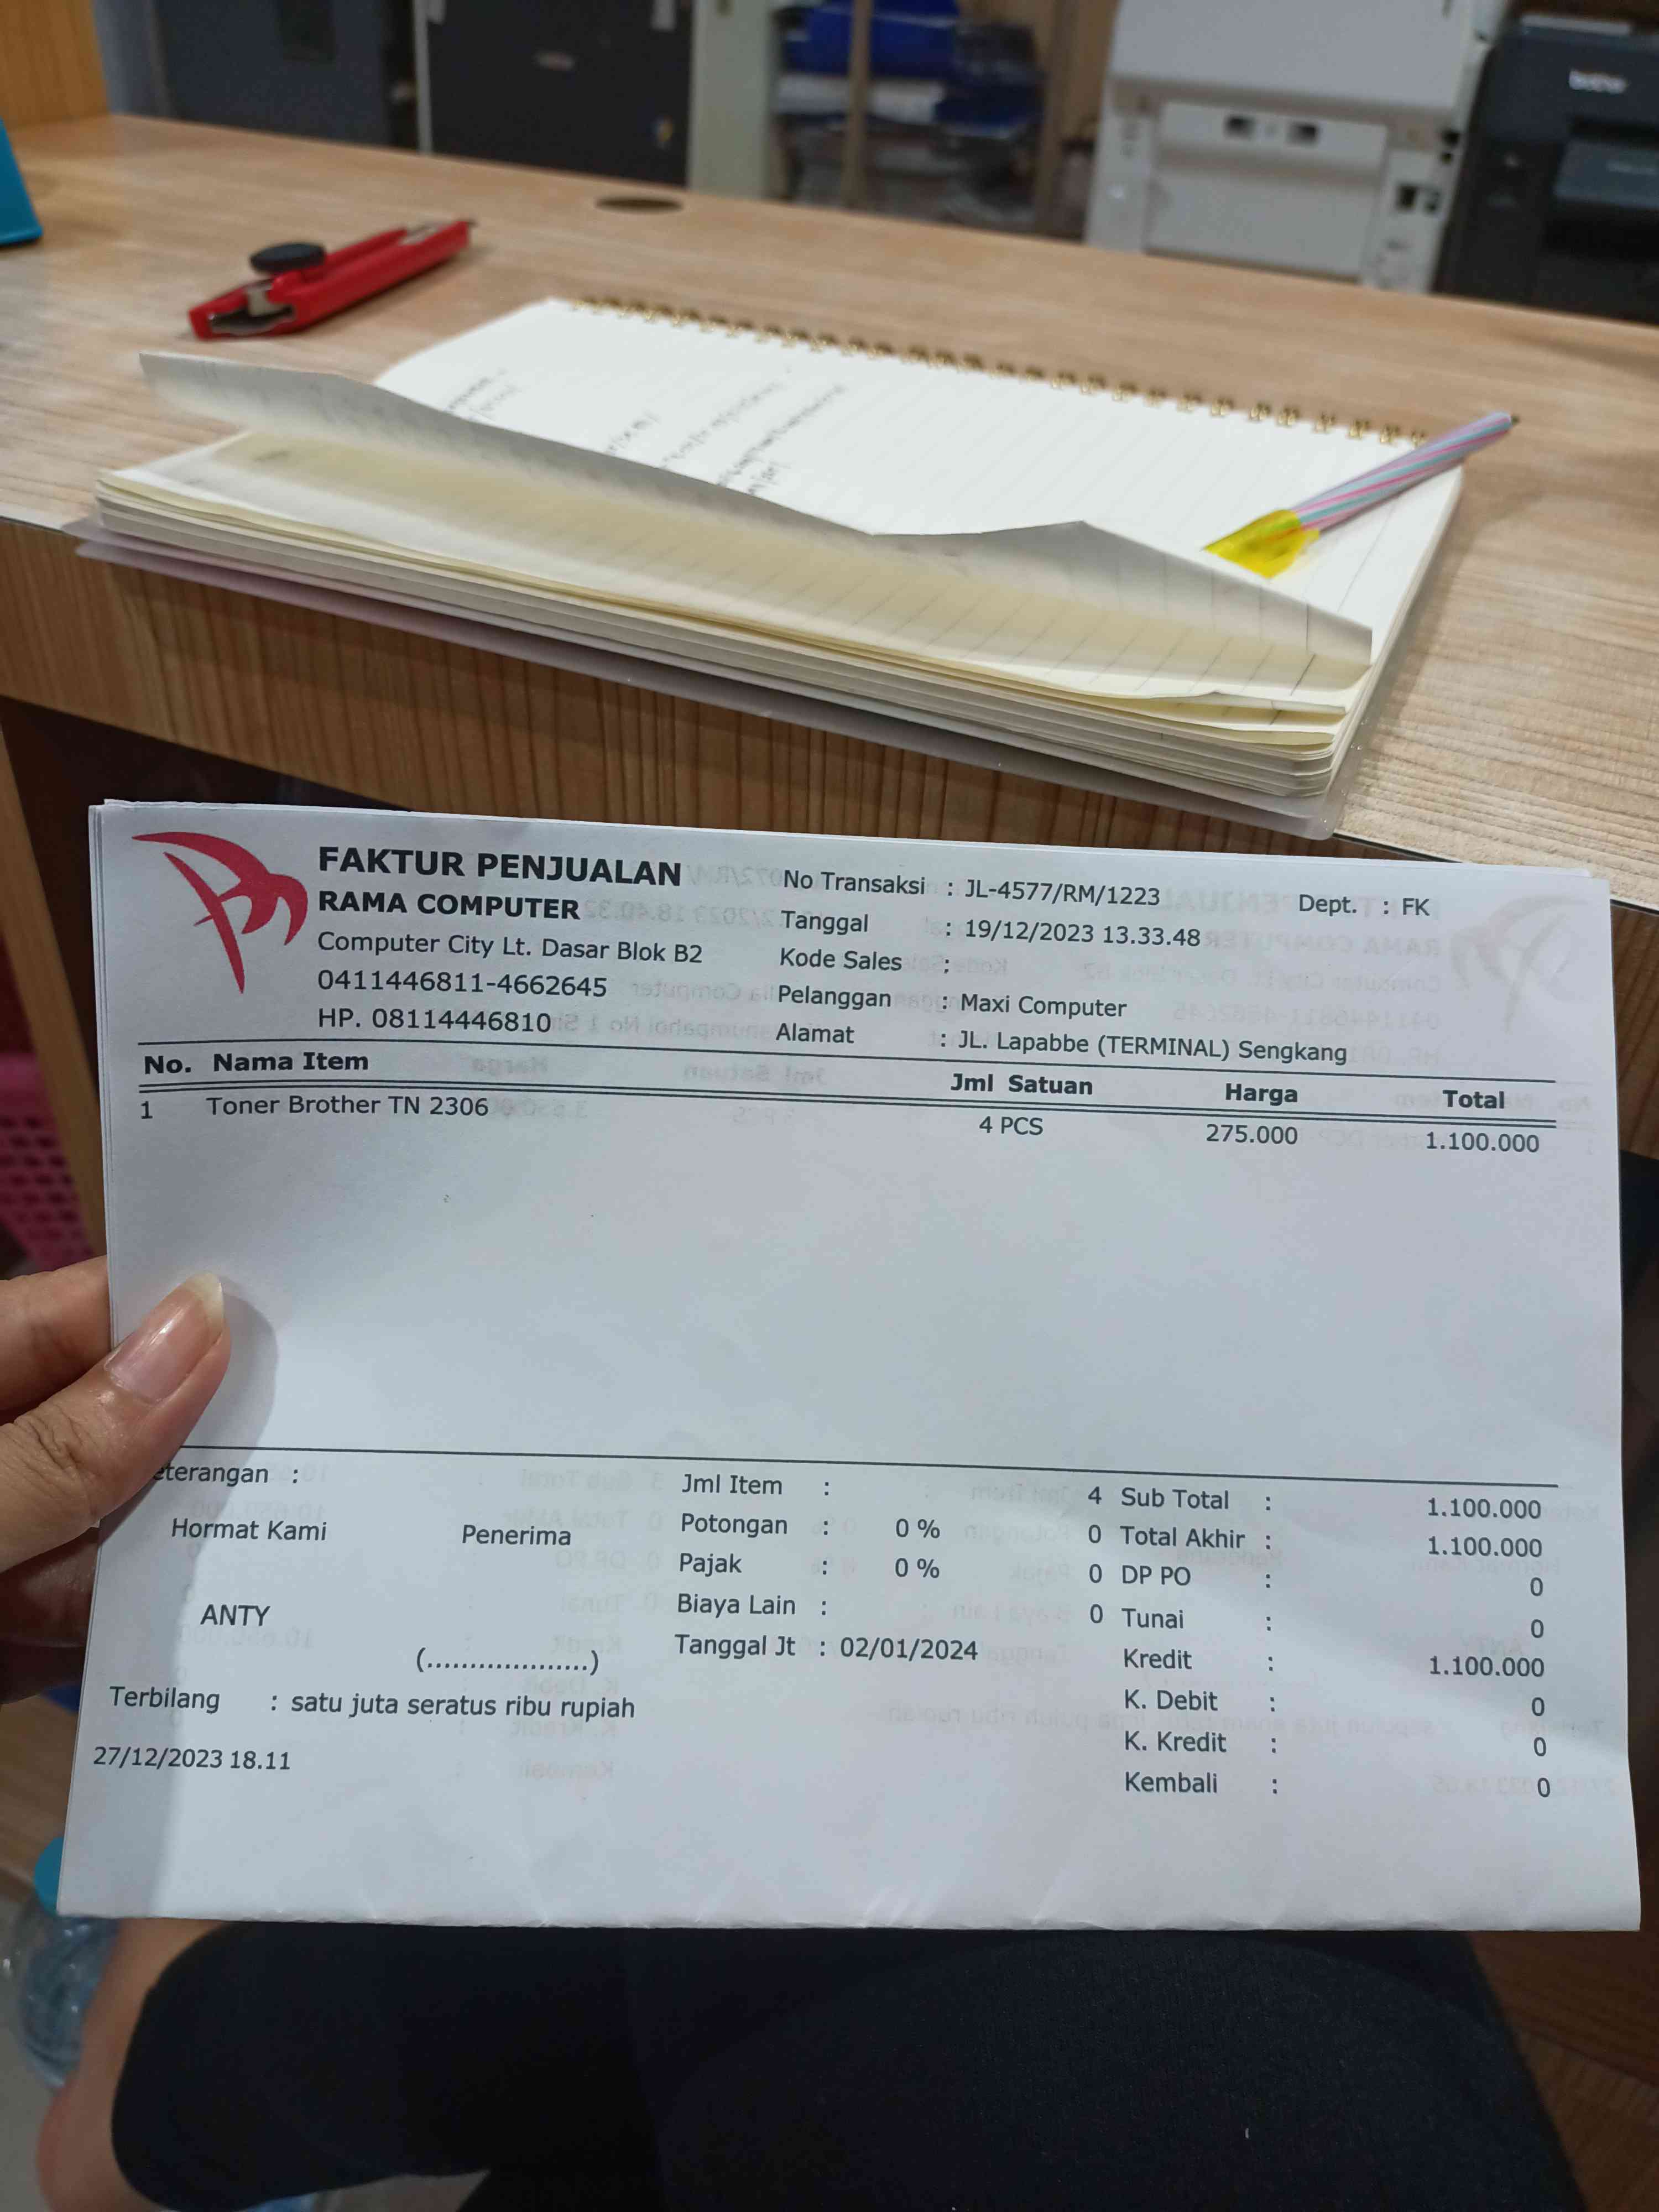 brother
FAKTUR PENJUALAN
RAMA COMPUTER
Computer City Lt. Dasar Blok B2
0411446811-4662645
HP. 08114446810
No Transaksi : JL-4577/RM/1223
Dept. : FK
Tanggal : 19/12/2023 13.33.48
Kode Sales :
Pelanggan : Maxi Computer
Alamat : JL. Lapabbe (TERMINAL) Sengkang
No. Nama Item Jml Satuan Harga Total
1 Toner Brother TN 2306 4 PCS 275.000 1.100.000
eterangan :
Hormat Kami Penerima
ANTY
(...................)
Jml Item : 4
Potongan : 0 % 0
Pajak : 0 % 0
Biaya Lain : 0
Tanggal Jt : 02/01/2024
Sub Total : 1.100.000
Total Akhir : 1.100.000
DP PO : 0
Tunai : 0
Kredit : 1.100.000
K. Debit : 0
K. Kredit : 0
Kembali : 0
Terbilang : satu juta seratus ribu rupiah
27/12/2023 18.11